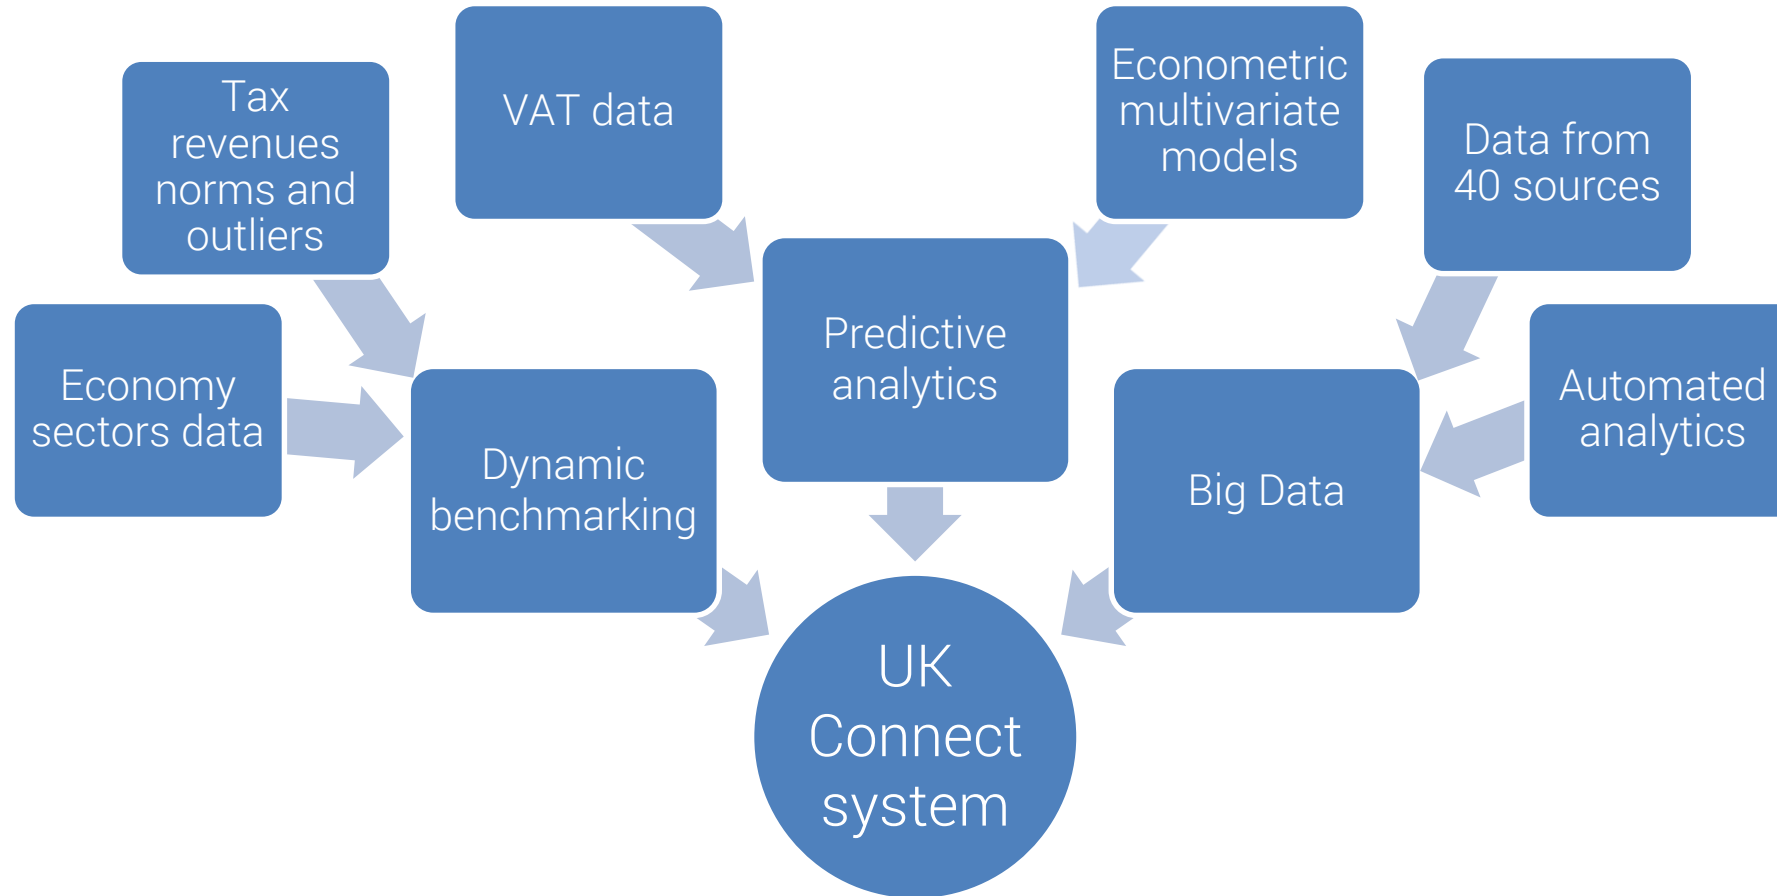 Tax
revenues
norms and
outliers
VAT data
Econometric
multivariate
models
Data from
40 sources
Economy
sectors data
Dynamic
benchmarking
Predictive
analytics
Big Data
Automated
analytics
UK
Connect
system